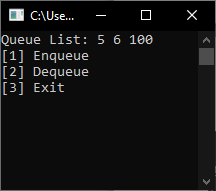 C:\Use...
Queue List: 5 6 100
[1] Enqueue
[2] Dequeue
[3] Exit